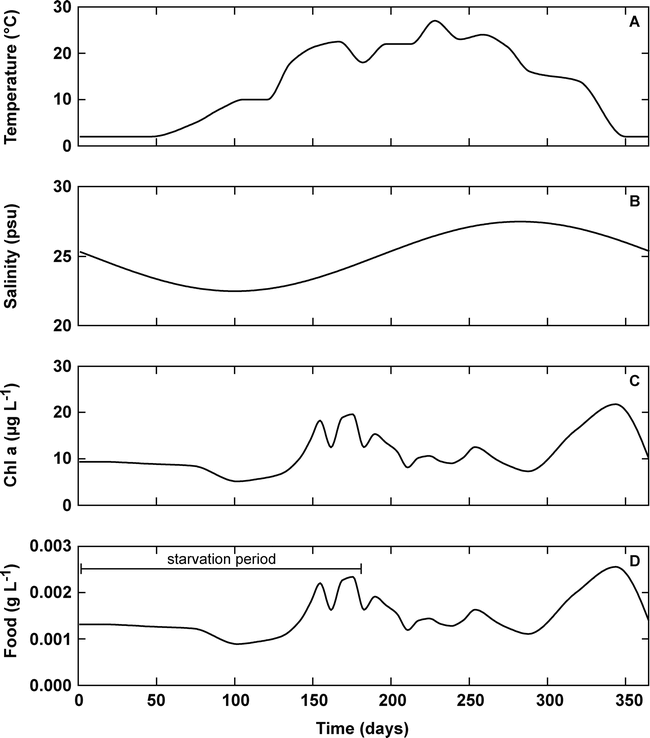 30
20
10
0
Temperature (°C)
A
30
25
20
Salinity (psu)
B
30
20
10
0
Chl a (µg L-1)
C
0.003
0.002
0.001
0.000
Food (g L-1)
D
starvation period
0 50 100 150 200 250 300 350
Time (days)